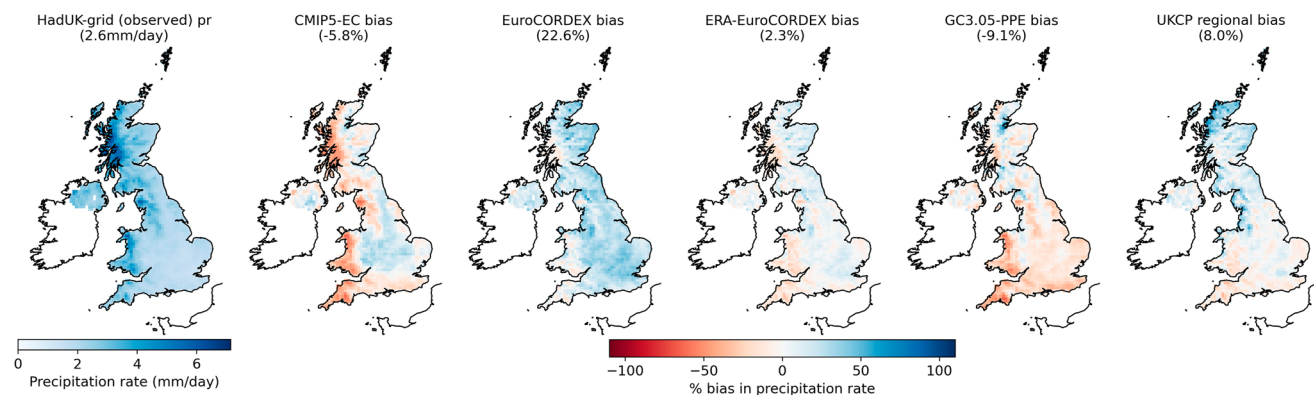 HadUK-grid (observed) pr
(2.6mm/day)
CMIP5-EC bias
(-5.8%)
EuroCORDEX bias
(22.6%)
ERA-EuroCORDEX bias
(2.3%)
GC3.05-PPE bias
(-9.1%)
UKCP regional bias
(8.0%)
0 2 4 6
Precipitation rate (mm/day)
−100 −50 0 50 100
% bias in precipitation rate